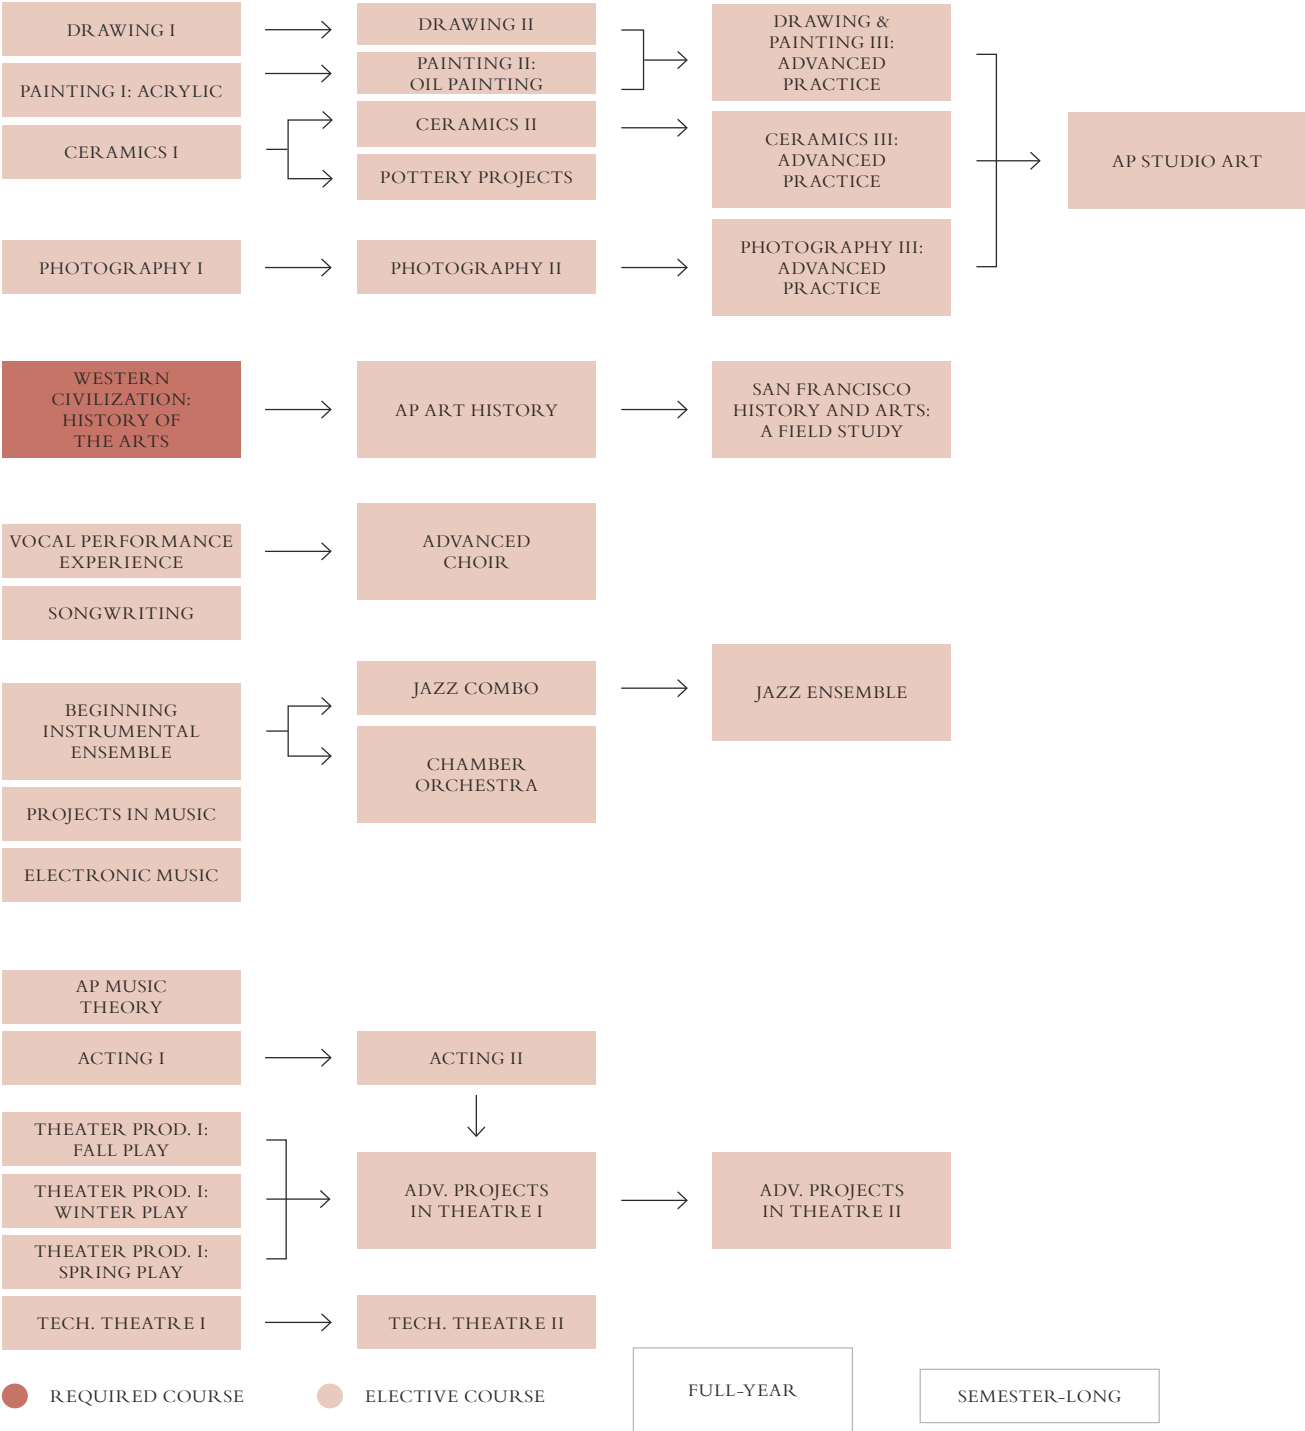 DRAWING I
DRAWING II
DRAWING &
PAINTING III:
ADVANCED
PRACTICE
PAINTING I: ACRYLIC
PAINTING II:
OIL PAINTING
CERAMICS I
CERAMICS II
POTTERY PROJECTS
CERAMICS III:
ADVANCED
PRACTICE
AP STUDIO ART
PHOTOGRAPHY I
PHOTOGRAPHY II
PHOTOGRAPHY III:
ADVANCED
PRACTICE
WESTERN
CIVILIZATION:
HISTORY OF
THE ARTS
AP ART HISTORY
SAN FRANCISCO
HISTORY AND ARTS:
A FIELD STUDY
VOCAL PERFORMANCE
EXPERIENCE
ADVANCED
CHOIR
SONGWRITING
BEGINNING
INSTRUMENTAL
ENSEMBLE
JAZZ COMBO
JAZZ ENSEMBLE
CHAMBER
ORCHESTRA
PROJECTS IN MUSIC
ELECTRONIC MUSIC
AP MUSIC
THEORY
ACTING I
ACTING II
THEATER PROD. I:
FALL PLAY
THEATER PROD. I:
WINTER PLAY
ADV. PROJECTS
IN THEATRE I
ADV. PROJECTS
IN THEATRE II
THEATER PROD. I:
SPRING PLAY
TECH. THEATRE I
TECH. THEATRE II
REQUIRED COURSE
ELECTIVE COURSE
FULL-YEAR
SEMESTER-LONG